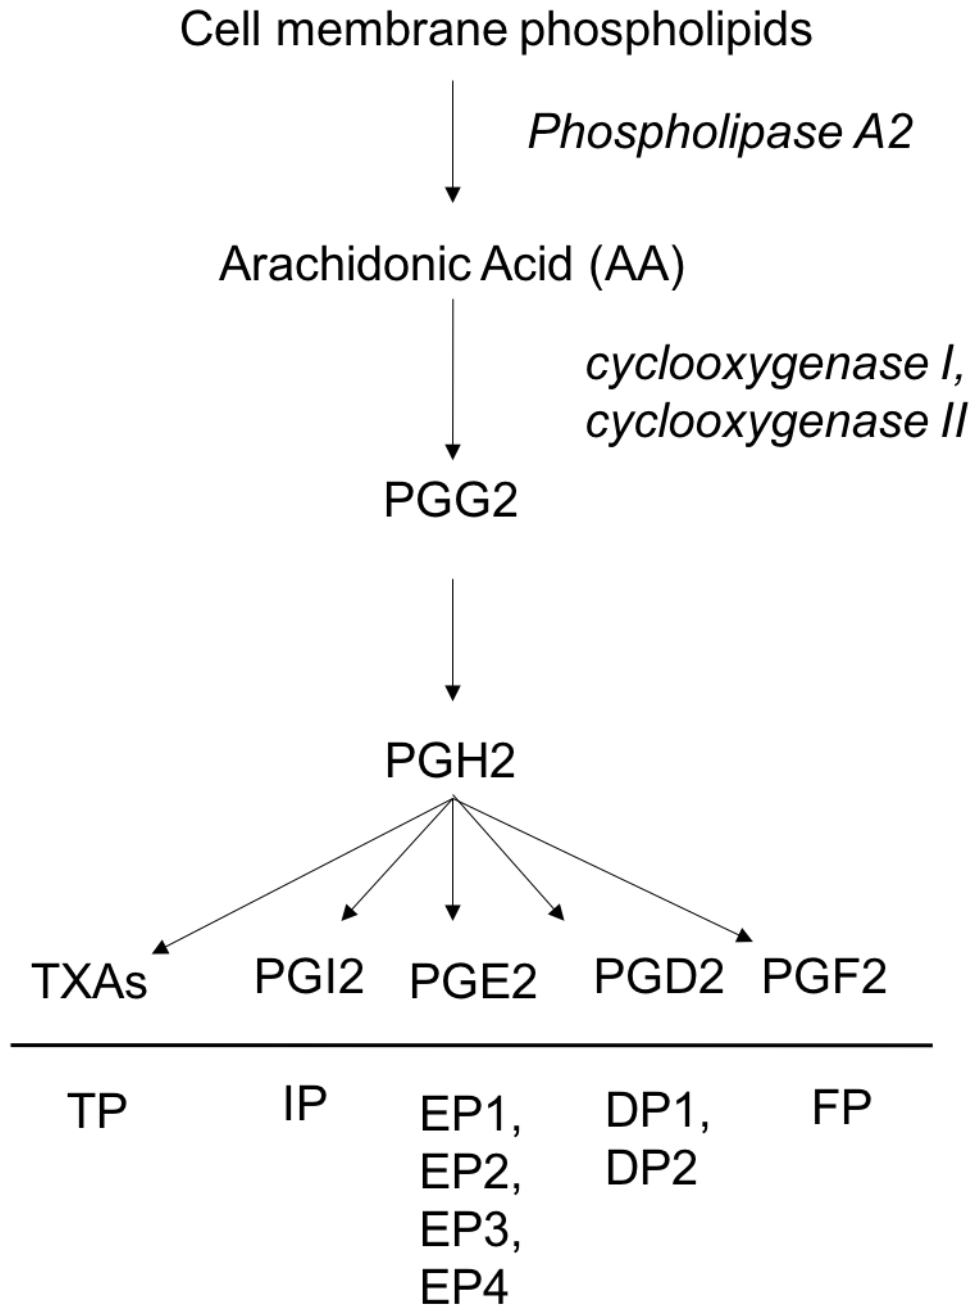 Cell membrane phospholipids
Phospholipase A2
Arachidonic Acid (AA)
cyclooxygenase I,
cyclooxygenase II
PGG2
PGH2
TXAs PGI2 PGE2 PGD2 PGF2
TP IP EP1, DP1, FP
EP2, DP2
EP3,
EP4